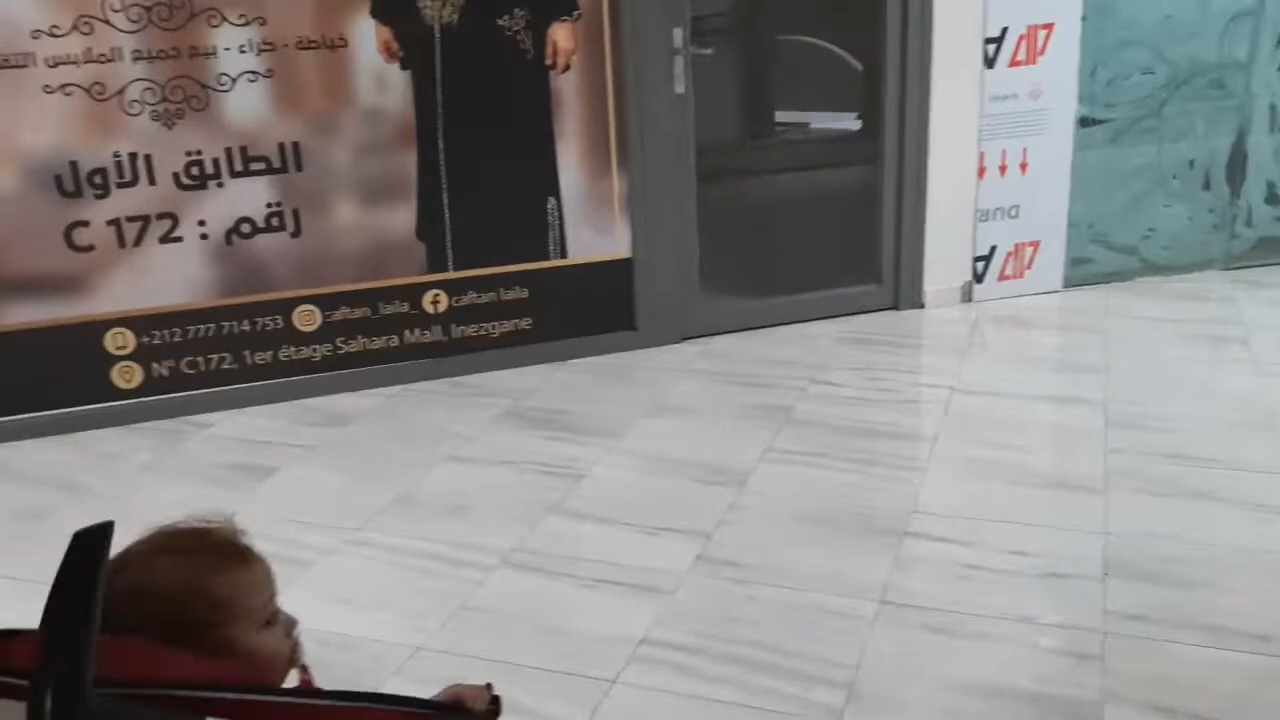 خياطة - كراء - بيع جميع الملابس
الطابق الأول
رقم : C 172
+212 777 714 753 caftan_laila_ caftan laila
N° C172, 1er étage Sahara Mall, Inezgane